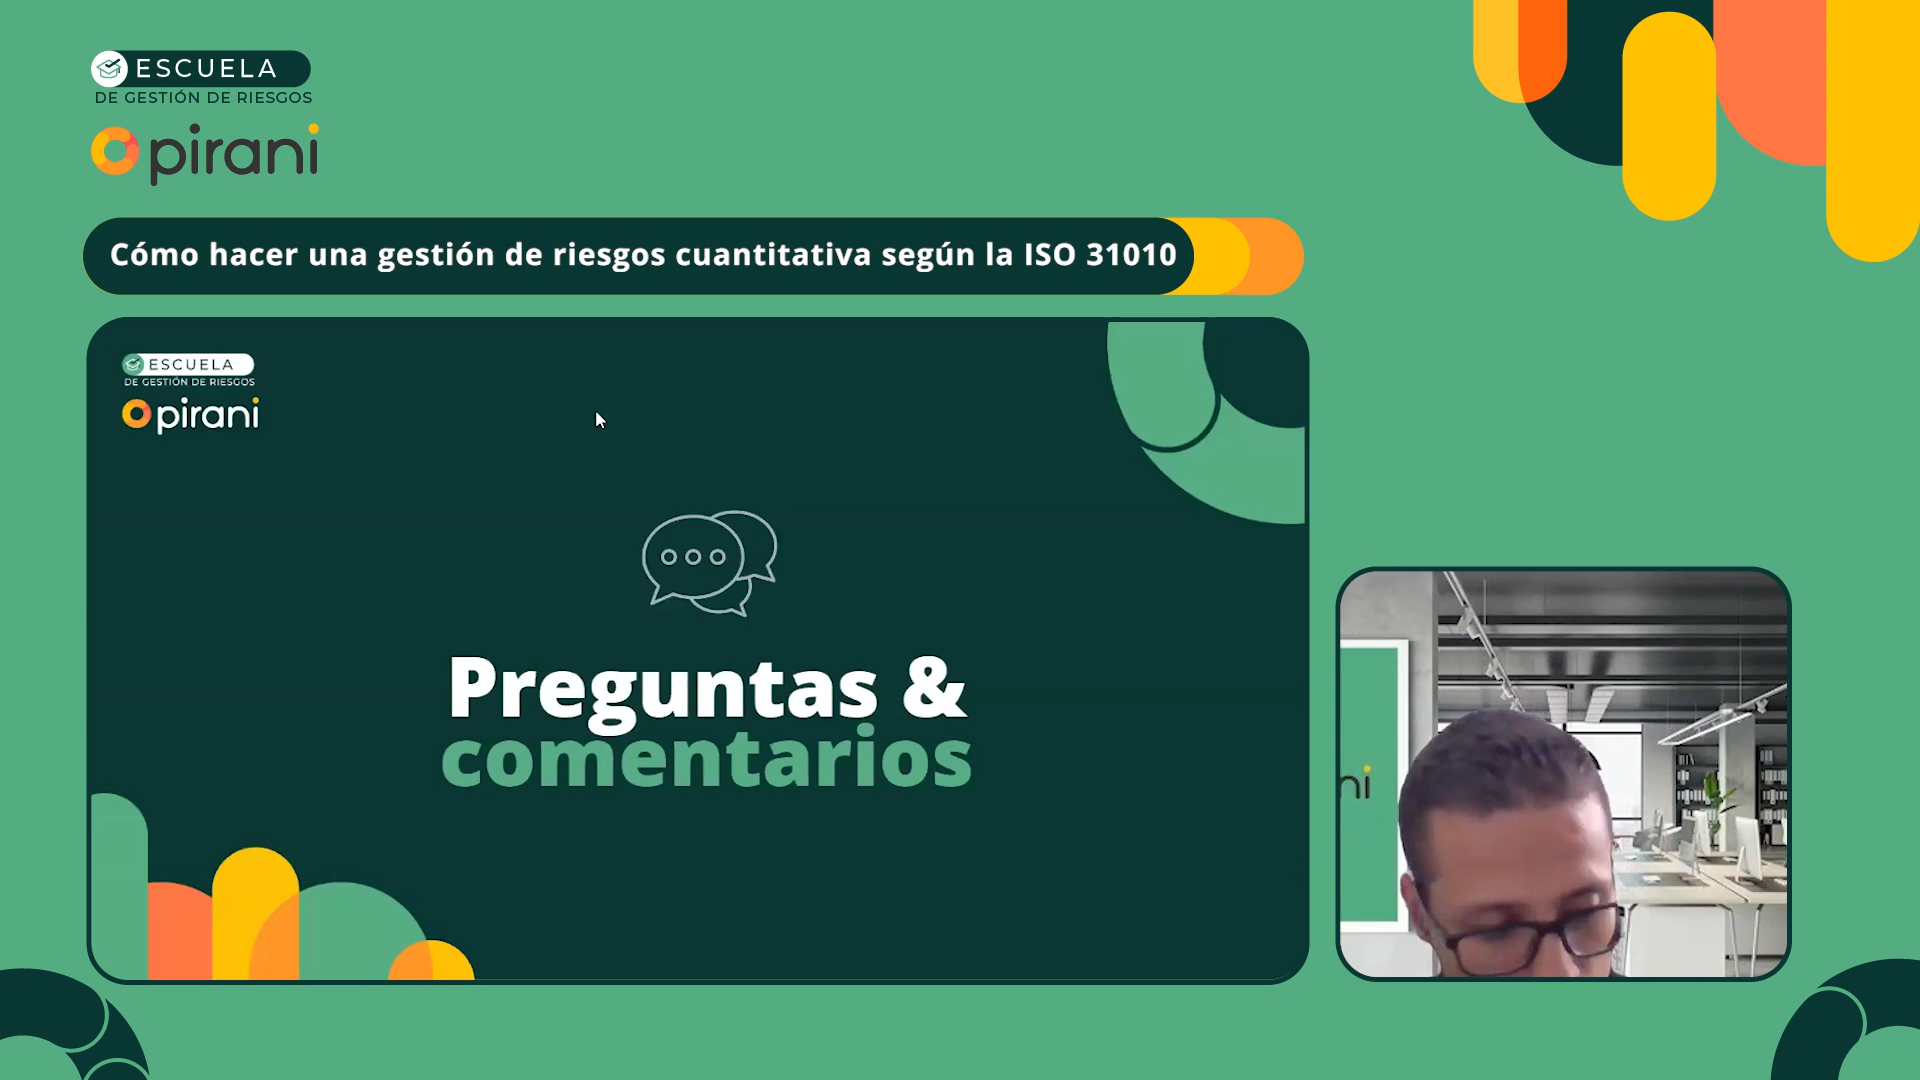 ESCUELA
DE GESTIÓN DE RIESGOS
pirani
Cómo hacer una gestión de riesgos cuantitativa según la ISO 31010
ESCUELA
DE GESTIÓN DE RIESGOS
pirani
Preguntas &
comentarios
ni